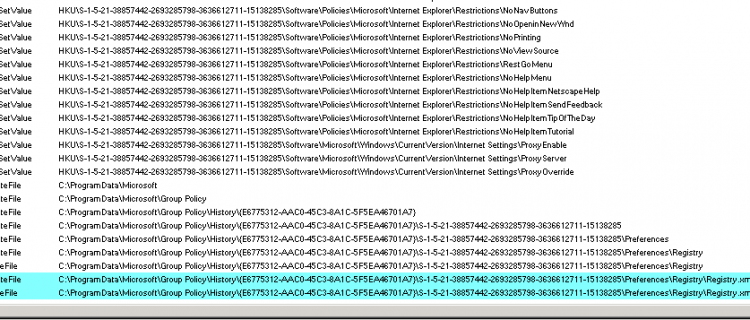 SetValue HKU\S-1-5-21-38857442-2693285798-3636612711-15138285\Software\Policies\Microsoft\Internet Explorer\Restrictions\NoNavButtons
SetValue HKU\S-1-5-21-38857442-2693285798-3636612711-15138285\Software\Policies\Microsoft\Internet Explorer\Restrictions\NoOpeninNewWnd
SetValue HKU\S-1-5-21-38857442-2693285798-3636612711-15138285\Software\Policies\Microsoft\Internet Explorer\Restrictions\NoPrinting
SetValue HKU\S-1-5-21-38857442-2693285798-3636612711-15138285\Software\Policies\Microsoft\Internet Explorer\Restrictions\NoViewSource
SetValue HKU\S-1-5-21-38857442-2693285798-3636612711-15138285\Software\Policies\Microsoft\Internet Explorer\Restrictions\RestGoMenu
SetValue HKU\S-1-5-21-38857442-2693285798-3636612711-15138285\Software\Policies\Microsoft\Internet Explorer\Restrictions\NoHelpMenu
SetValue HKU\S-1-5-21-38857442-2693285798-3636612711-15138285\Software\Policies\Microsoft\Internet Explorer\Restrictions\NoHelpItemNetscapeHelp
SetValue HKU\S-1-5-21-38857442-2693285798-3636612711-15138285\Software\Policies\Microsoft\Internet Explorer\Restrictions\NoHelpItemSendFeedback
SetValue HKU\S-1-5-21-38857442-2693285798-3636612711-15138285\Software\Policies\Microsoft\Internet Explorer\Restrictions\NoHelpItemTipOfTheDay
SetValue HKU\S-1-5-21-38857442-2693285798-3636612711-15138285\Software\Policies\Microsoft\Internet Explorer\Restrictions\NoHelpItemTutorial
SetValue HKU\S-1-5-21-38857442-2693285798-3636612711-15138285\Software\Microsoft\Windows\CurrentVersion\Internet Settings\ProxyEnable
SetValue HKU\S-1-5-21-38857442-2693285798-3636612711-15138285\Software\Microsoft\Windows\CurrentVersion\Internet Settings\ProxyServer
SetValue HKU\S-1-5-21-38857442-2693285798-3636612711-15138285\Software\Microsoft\Windows\CurrentVersion\Internet Settings\ProxyOverride
teFile C:\ProgramData\Microsoft
teFile C:\ProgramData\Microsoft\Group Policy
teFile C:\ProgramData\Microsoft\Group Policy\History\{E6775312-AAC0-45C3-8A1C-5F5EA46701A7}
teFile C:\ProgramData\Microsoft\Group Policy\History\{E6775312-AAC0-45C3-8A1C-5F5EA46701A7}\S-1-5-21-38857442-2693285798-3636612711-15138285
teFile C:\ProgramData\Microsoft\Group Policy\History\{E6775312-AAC0-45C3-8A1C-5F5EA46701A7}\S-1-5-21-38857442-2693285798-3636612711-15138285\Preferences
teFile C:\ProgramData\Microsoft\Group Policy\History\{E6775312-AAC0-45C3-8A1C-5F5EA46701A7}\S-1-5-21-38857442-2693285798-3636612711-15138285\Preferences\Registry
teFile C:\ProgramData\Microsoft\Group Policy\History\{E6775312-AAC0-45C3-8A1C-5F5EA46701A7}\S-1-5-21-38857442-2693285798-3636612711-15138285\Preferences\Registry
teFile C:\ProgramData\Microsoft\Group Policy\History\{E6775312-AAC0-45C3-8A1C-5F5EA46701A7}\S-1-5-21-38857442-2693285798-3636612711-15138285\Preferences\Registry\Registry.xm
teFile C:\ProgramData\Microsoft\Group Policy\History\{E6775312-AAC0-45C3-8A1C-5F5EA46701A7}\S-1-5-21-38857442-2693285798-3636612711-15138285\Preferences\Registry\Registry.xm